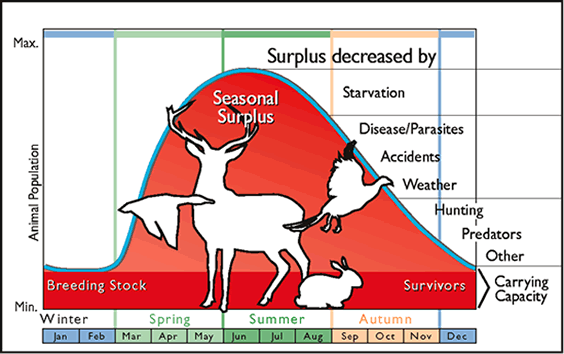 Max.
Surplus decreased by
Seasonal
Surplus
Starvation
Disease/Parasites
Accidents
Weather
Hunting
Predators
Other
Animal Population
Breeding Stock
Survivors
Carrying
Capacity
Min.
Winter Spring Summer Autumn
Jan Feb Mar Apr May Jun Jul Aug Sep Oct Nov Dec